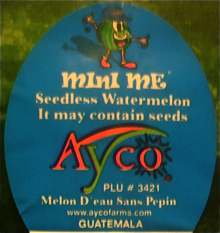 MINI ME
Seedless Watermelon
It may contain seeds
AYCO
PLU # 3421
Melon D'eau Sans Pepin
www.aycofarms.com
GUATEMALA